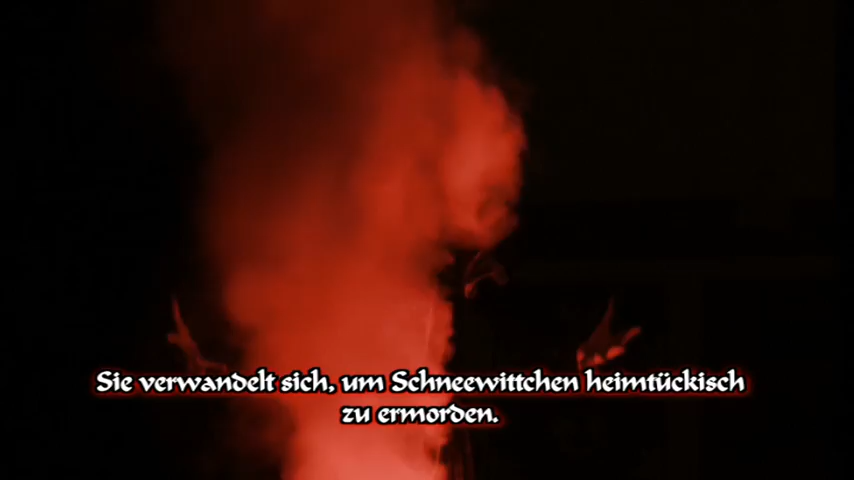 Sie verwandelt sich, um Schneewittchen heimtückisch
zu ermorden.